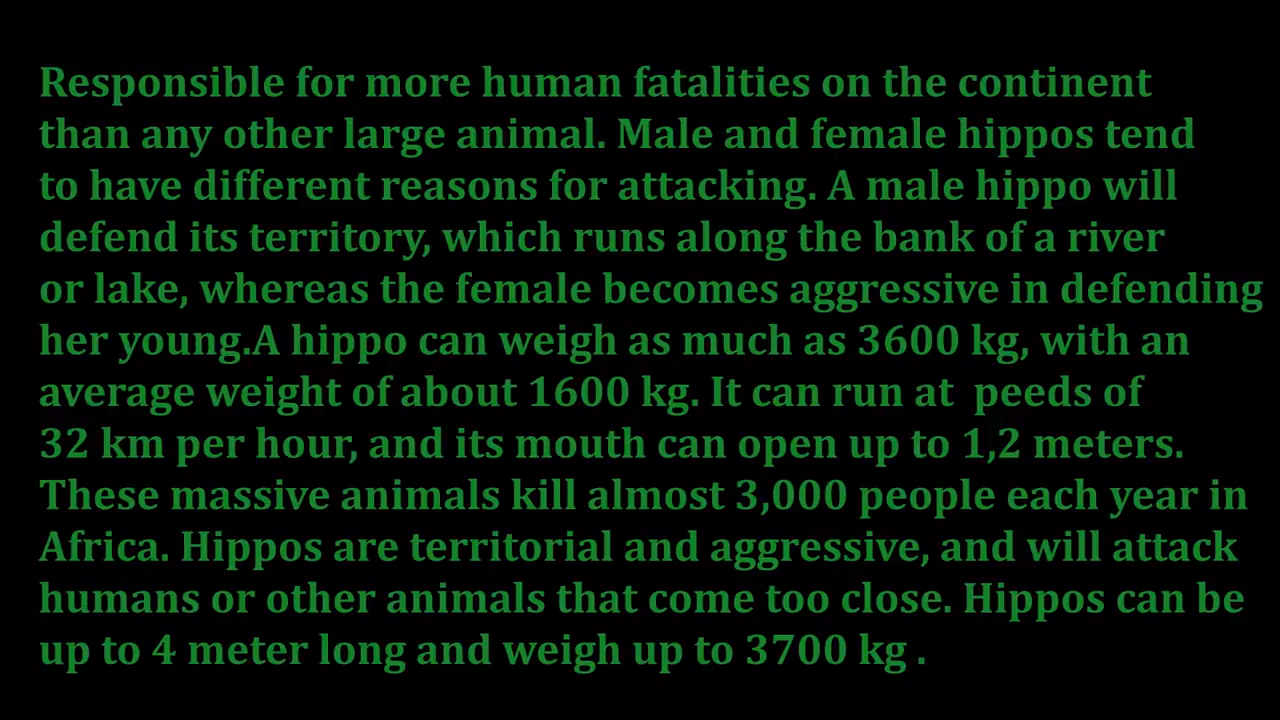 Responsible for more human fatalities on the continent
than any other large animal. Male and female hippos tend
to have different reasons for attacking. A male hippo will
defend its territory, which runs along the bank of a river
or lake, whereas the female becomes aggressive in defending
her young.A hippo can weigh as much as 3600 kg, with an
average weight of about 1600 kg. It can run at  peeds of
32 km per hour, and its mouth can open up to 1,2 meters.
These massive animals kill almost 3,000 people each year in
Africa. Hippos are territorial and aggressive, and will attack
humans or other animals that come too close. Hippos can be
up to 4 meter long and weigh up to 3700 kg .